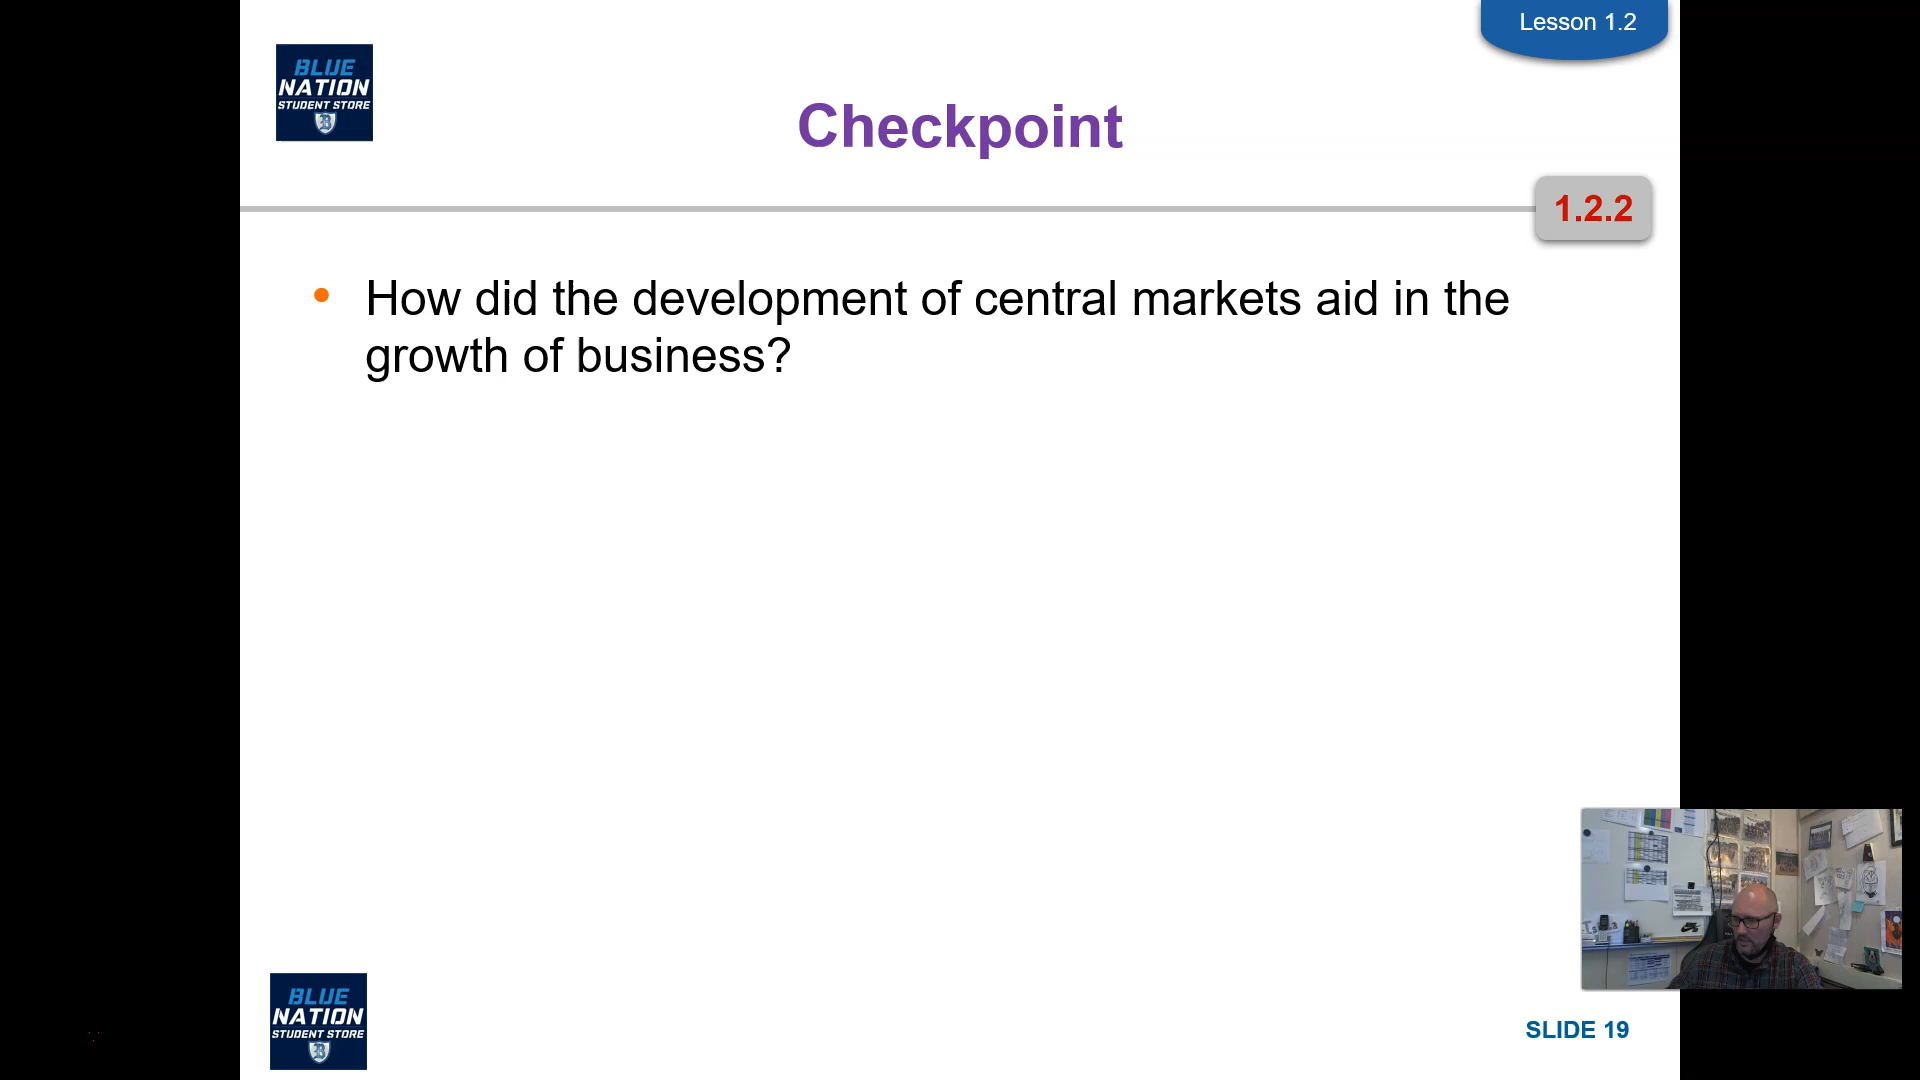 Lesson 1.2
BLUE
NATION
STUDENT STORE
B
Checkpoint
1.2.2
• How did the development of central markets aid in the
growth of business?
BLUE
NATION
STUDENT STORE
B
SLIDE 19